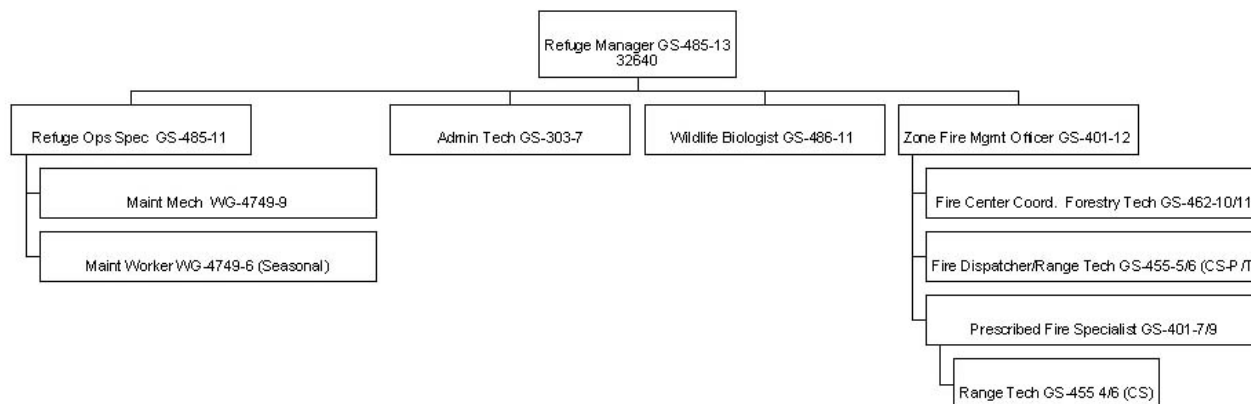 Refuge Manager GS-485-13
32640
Refuge Ops Spec GS-485-11
Admin Tech GS-303-7
Wildlife Biologist GS-486-11
Zone Fire Mgmt Officer GS-401-12
Maint Mech WG-4749-9
Maint Worker WG-4749-6 (Seasonal)
Fire Center Coord. Forestry Tech GS-462-10/11
Fire Dispatcher/Range Tech GS-455-5/6 (CS-P/T
Prescribed Fire Specialist GS-401-7/9
Range Tech GS-455 4/6 (CS)